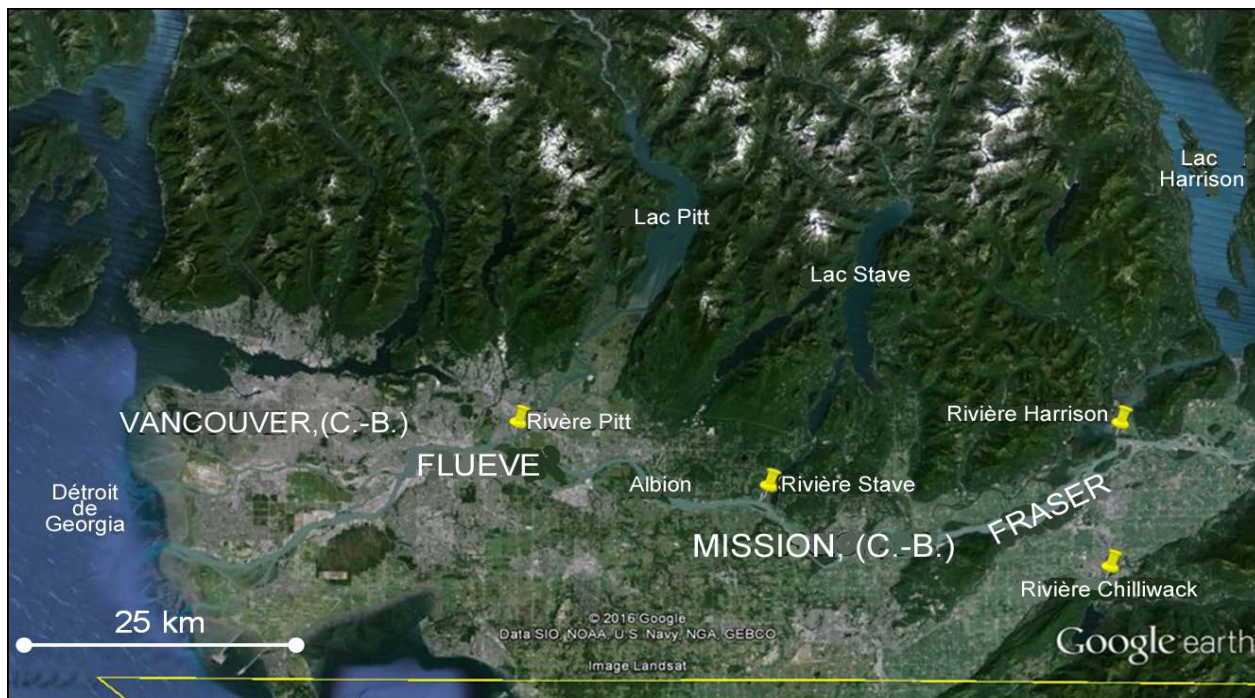 Lac
Harrison
Lac Pitt
Lac Stave
VANCOUVER,(C.-B.)
Rivère Pitt
Rivière Harrison
FLUEVE
Albion
Rivière Stave
FRASER
Détroit
de
Georgia
MISSION, (C.-B.)
Rivière Chilliwack
25 km
© 2016 Google
Data SIO, NOAA, U.S. Navy, NGA, GEBCO
Image Landsat
Google earth